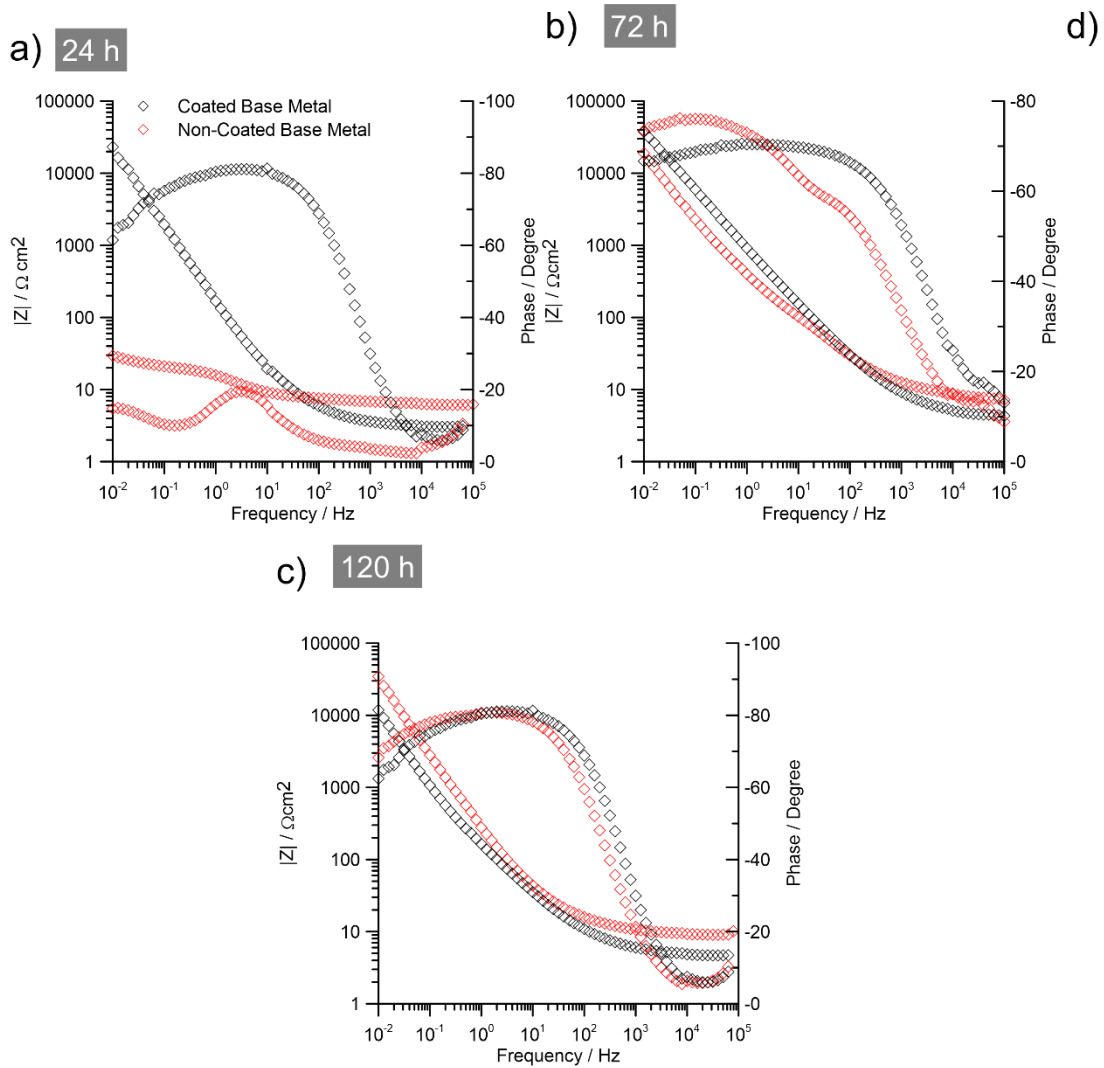 a) 24 h
b) 72 h
d)
Coated Base Metal
Non-Coated Base Metal
100000
10000
1000
100
10
1
|Z| / Ω cm2
-100
-80
-60
-40
-20
-0
Phase / Degree
10-2 10-1 100 101 102 103 104 105
Frequency / Hz
100000
10000
1000
100
10
1
|Z| / Ωcm2
-80
-60
-40
-20
-0
Phase / Degree
10-2 10-1 100 101 102 103 104 105
Frequency / Hz
c) 120 h
100000
10000
1000
100
10
1
|Z| / Ωcm2
-100
-80
-60
-40
-20
-0
Phase / Degree
10-2 10-1 100 101 102 103 104 105
Frequency / Hz